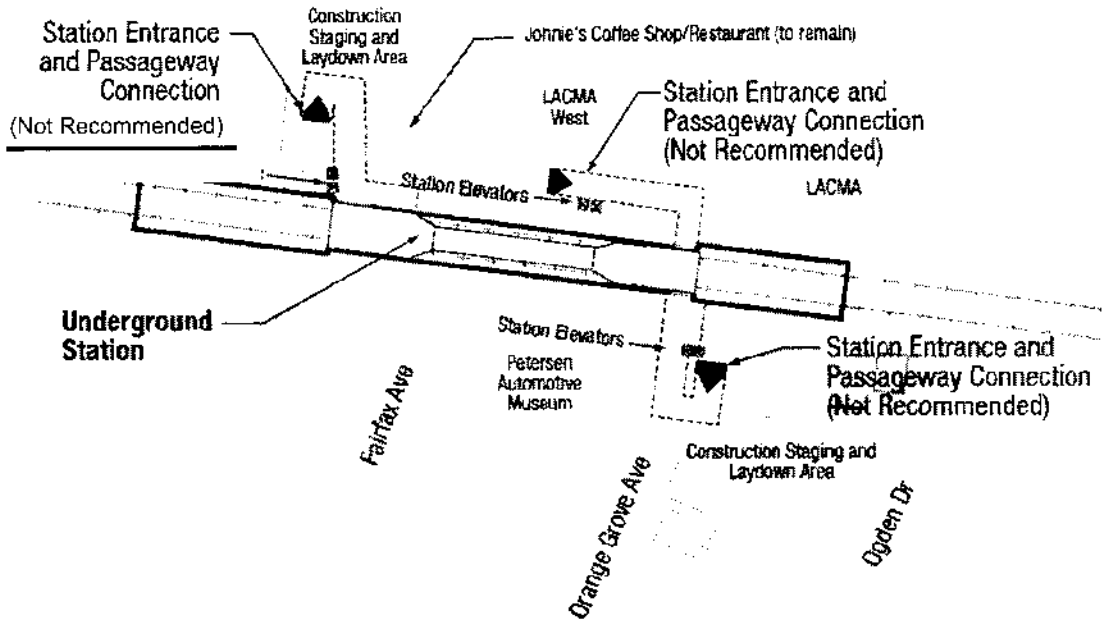 Station Entrance
and Passageway
Connection
(Not Recommended)
Construction
Staging and
Laydown Area
Johnie's Coffee Shop/Restaurant (to remain)
LACMA
West
Station Entrance and
Passageway Connection
(Not Recommended)
LACMA
Station Elevators
Underground
Station
Station Elevators
Petersen
Automotive
Museum
Station Entrance and
Passageway Connection
(Not Recommended)
Construction Staging and
Laydown Area
Fairfax Ave
Orange Grove Ave
Ogden Dr